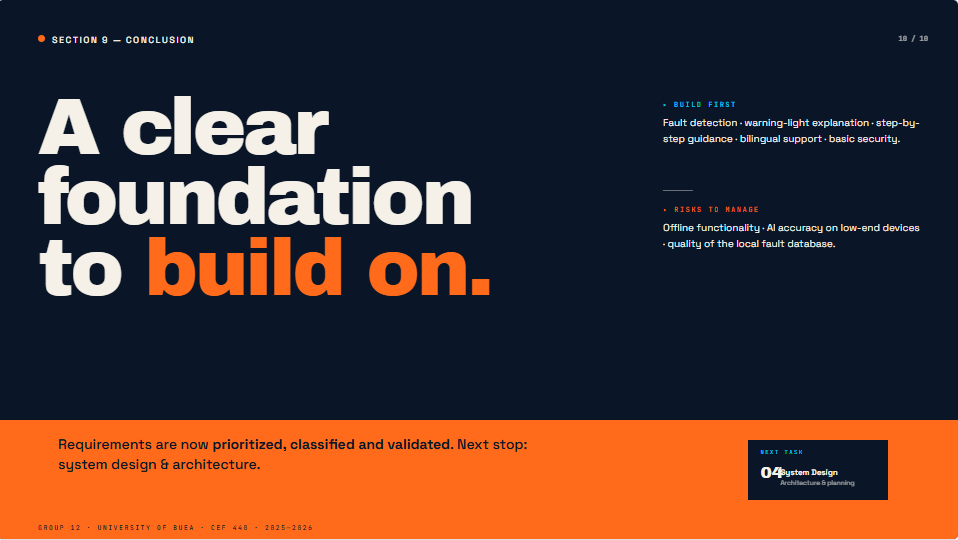 SECTION 9 — CONCLUSION
10 / 10
A clear
foundation
to build on.
• BUILD FIRST
Fault detection · warning-light explanation · step-by-
step guidance · bilingual support · basic security.
• RISKS TO MANAGE
Offline functionality · AI accuracy on low-end devices
· quality of the local fault database.
Requirements are now prioritized, classified and validated. Next stop:
system design & architecture.
NEXT TASK
04
System Design
Architecture & planning
GROUP 12 · UNIVERSITY OF BUEA · CEF 440 · 2025–2026